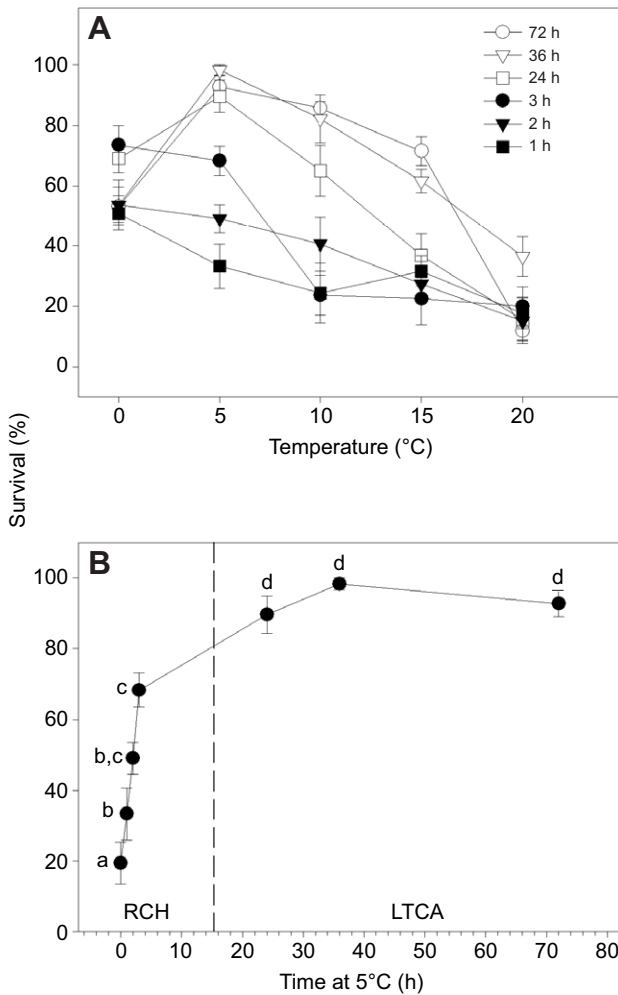 A
72 h
36 h
24 h
3 h
2 h
1 h
100
80
60
40
20
0
0 5 10 15 20
Temperature (°C)
Survival (%)
B
100
80
60
40
20
0
d
d
d
c
b,c
b
a
RCH
LTCA
0 10 20 30 40 50 60 70 80
Time at 5°C (h)